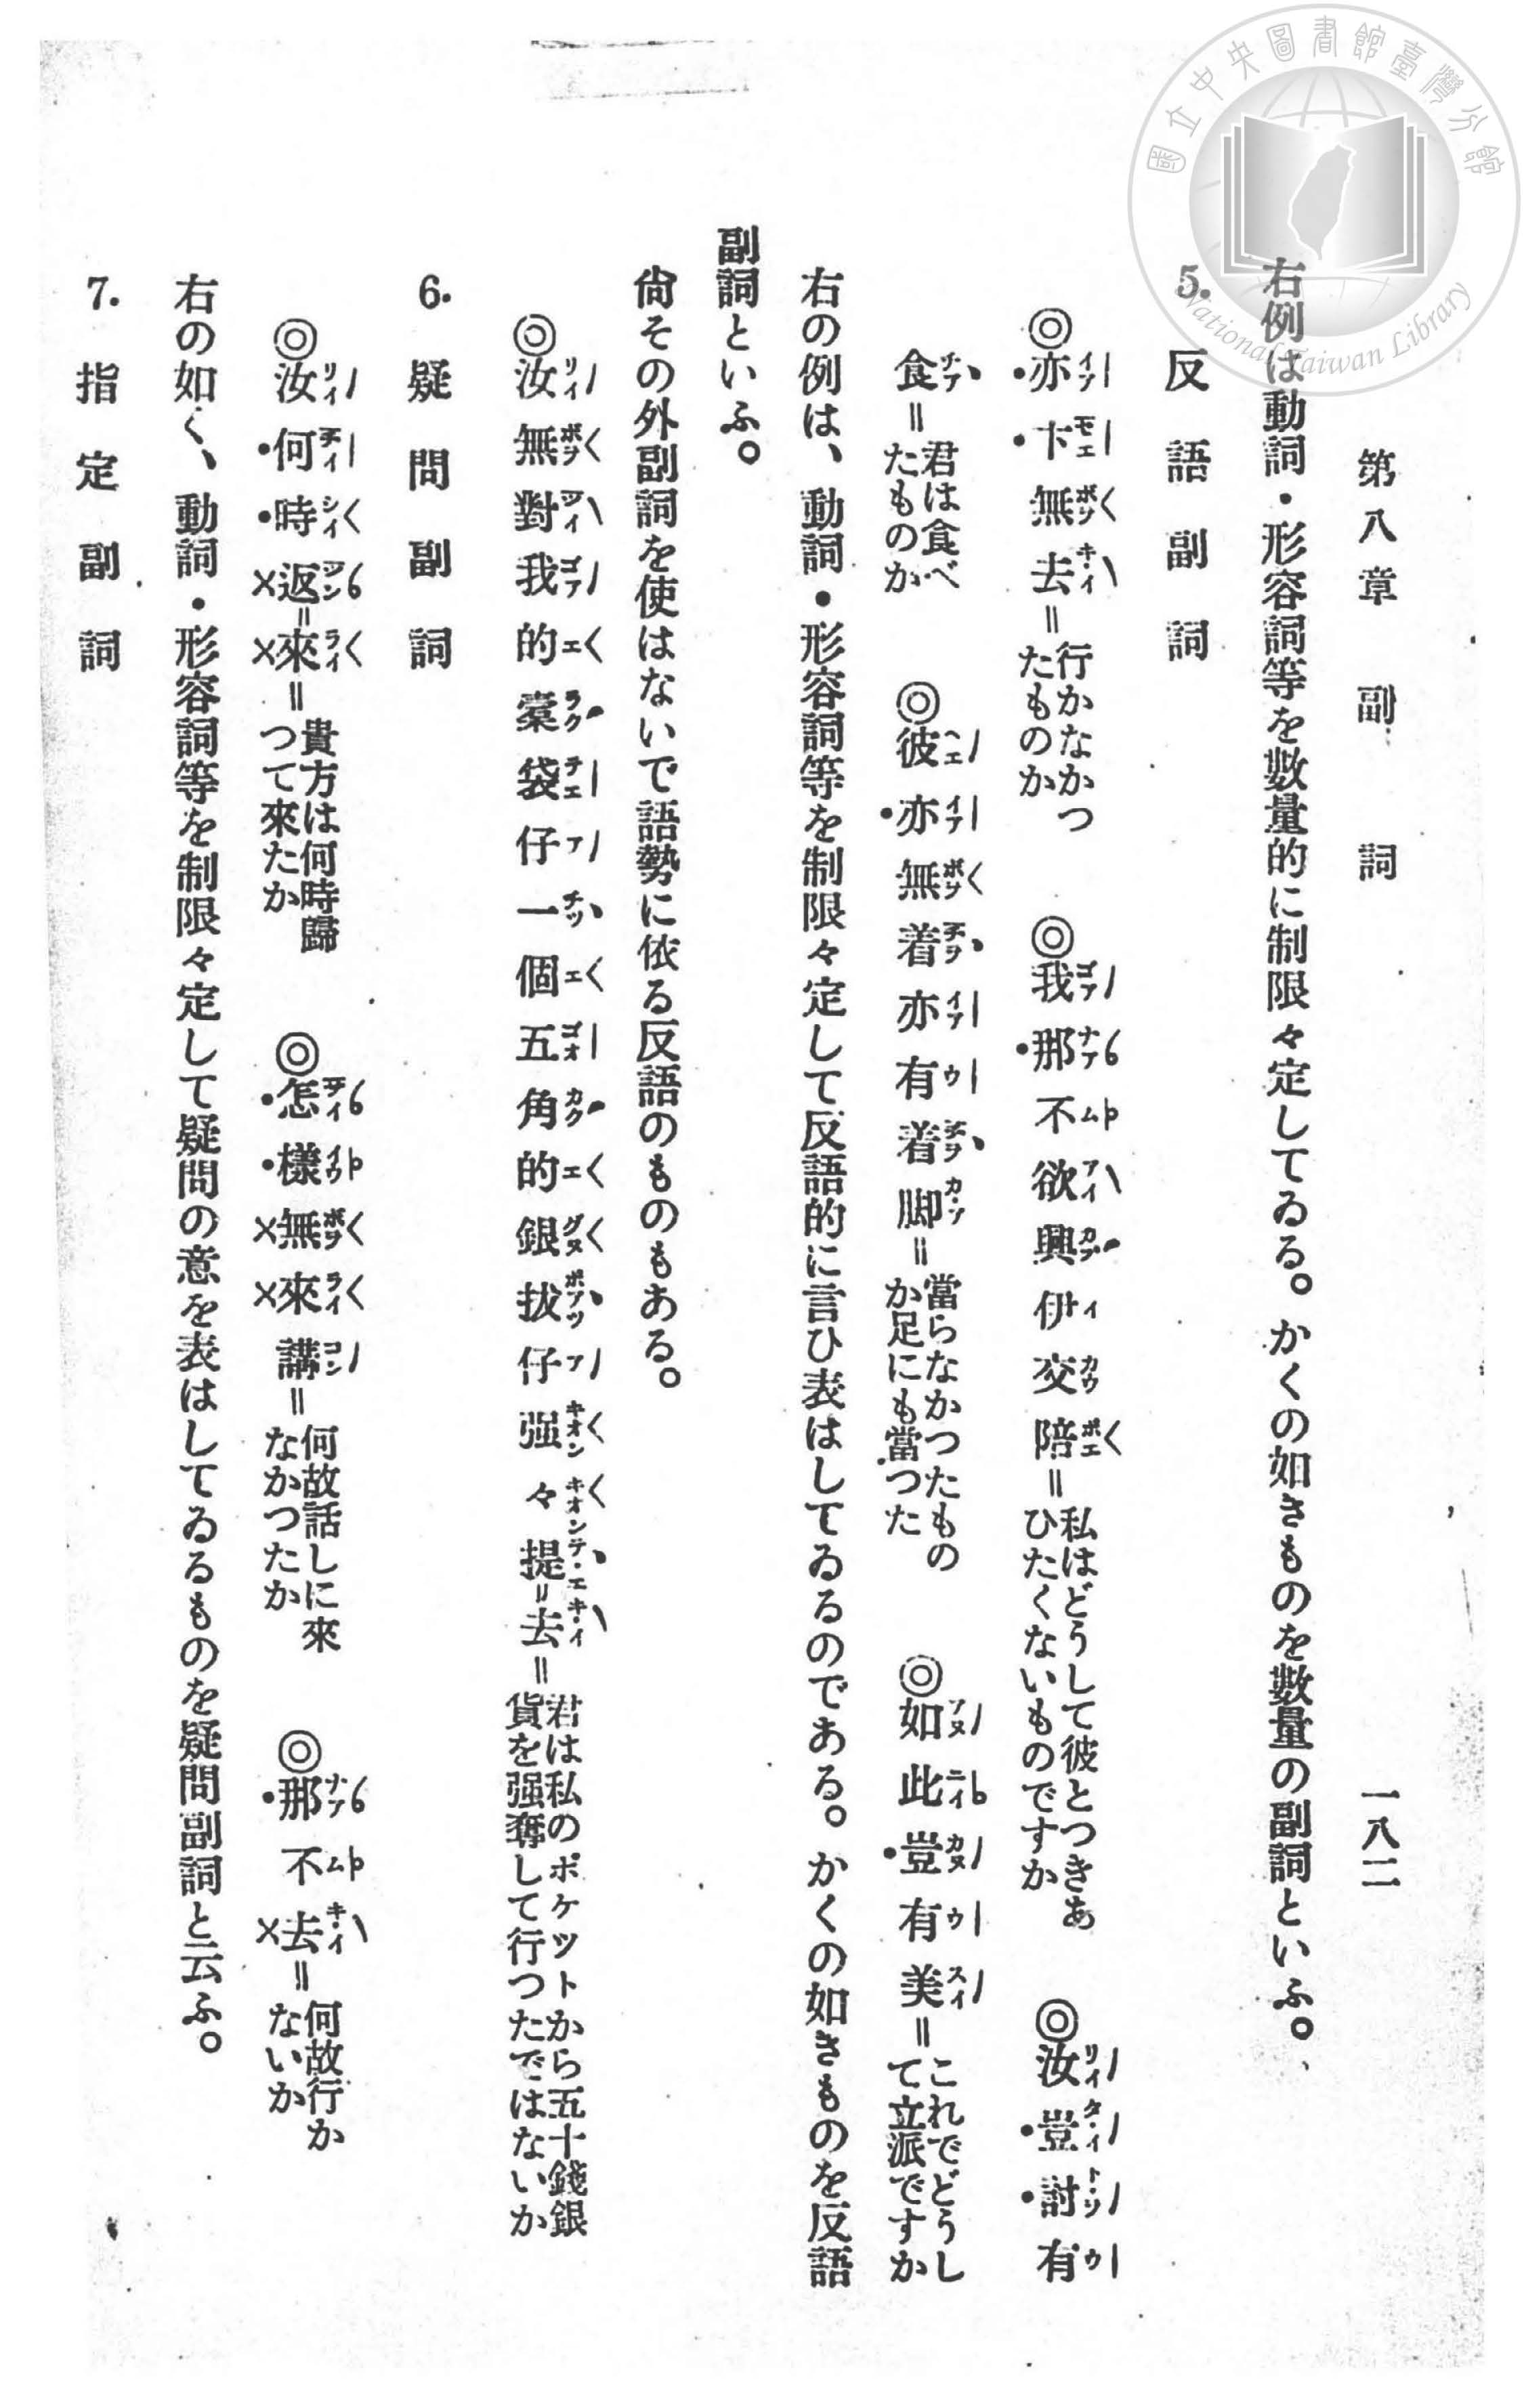 國立中央圖書館臺灣分館
National Taiwan Library
第八章 副詞 一八二
右例は動詞・形容詞等を數量的に制限々定してゐる。かくの如きものを數量の副詞といふ。
5. 反語副詞
◎亦卞無去=行かなかつたものか ◎我那不欲興伊交陪=私はどうして彼とつきあひたくないものですか ◎汝豈討有
食=君は食べたものか ◎彼亦無着亦有着脚=當らなかつたものか足にも當つた ◎如此豈有美=これでどうして立派ですか
右の例は、動詞・形容詞等を制限々定して反語的に言ひ表はしてゐるのである。かくの如きものを反語
副詞といふ。
尙その外副詞を使はないで語勢に依る反語のものもある。
◎汝無對我的橐袋仔一個五角的銀拔仔强々提=去=君は私のポケツトから五十錢銀貨を强奪して行つたではないか
6. 疑問副詞
◎汝何時返=來=貴方は何時歸つて來たか ◎怎樣無來講=何故話しに來なかつたか ◎那不去=何故行かないか
右の如く、動詞・形容詞等を制限々定して疑問の意を表はしてゐるものを疑問副詞と云ふ。
7. 指定副詞